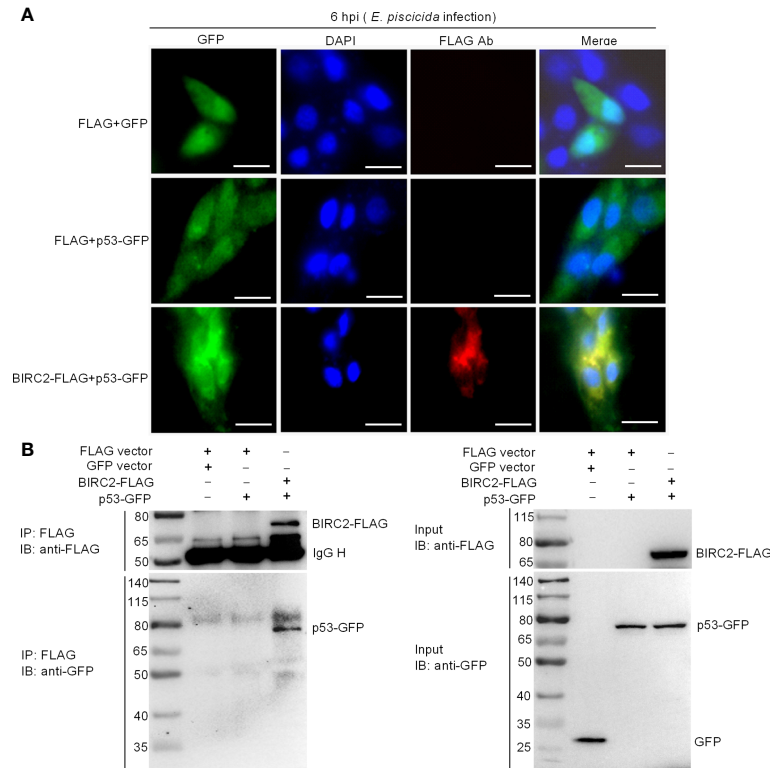 A
6 hpi ( E. piscicida infection)
GFP DAPI FLAG Ab Merge
FLAG+GFP
FLAG+p53-GFP
BIRC2-FLAG+p53-GFP
B
FLAG vector + + –
GFP vector + – –
BIRC2-FLAG – – +
p53-GFP – + +
IP: FLAG
IB: anti-FLAG
80
65
50
BIRC2-FLAG
IgG H
IP: FLAG
IB: anti-GFP
140
115
80
65
50
40
35
p53-GFP
FLAG vector + + –
GFP vector + – –
BIRC2-FLAG – – +
p53-GFP – + +
Input
IB: anti-FLAG
115
80
65
BIRC2-FLAG
Input
IB: anti-GFP
140
115
80
65
50
40
35
25
p53-GFP
GFP